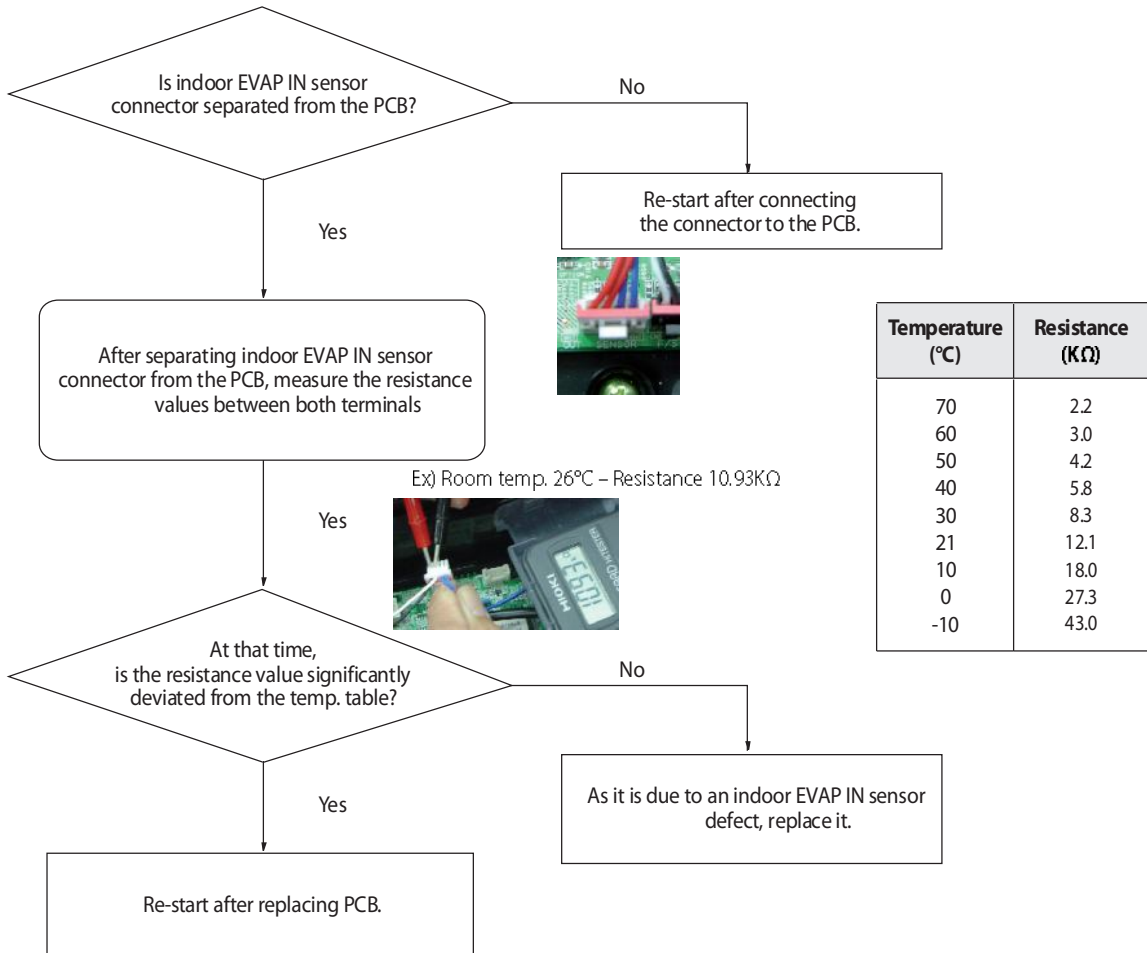 Is indoor EVAP IN sensor
connector separated from the PCB?
No
Re-start after connecting
the connector to the PCB.
Yes
SENSOR
After separating indoor EVAP IN sensor
connector from the PCB, measure the resistance
values between both terminals
Temperature
(℃)
Resistance
(KΩ)
70 2.2
60 3.0
50 4.2
40 5.8
30 8.3
21 12.1
10 18.0
0 27.3
-10 43.0
Ex) Room temp. 26℃ – Resistance 10.93KΩ
Yes
HIOKI
At that time,
is the resistance value significantly
deviated from the temp. table?
No
As it is due to an indoor EVAP IN sensor
defect, replace it.
Yes
Re-start after replacing PCB.